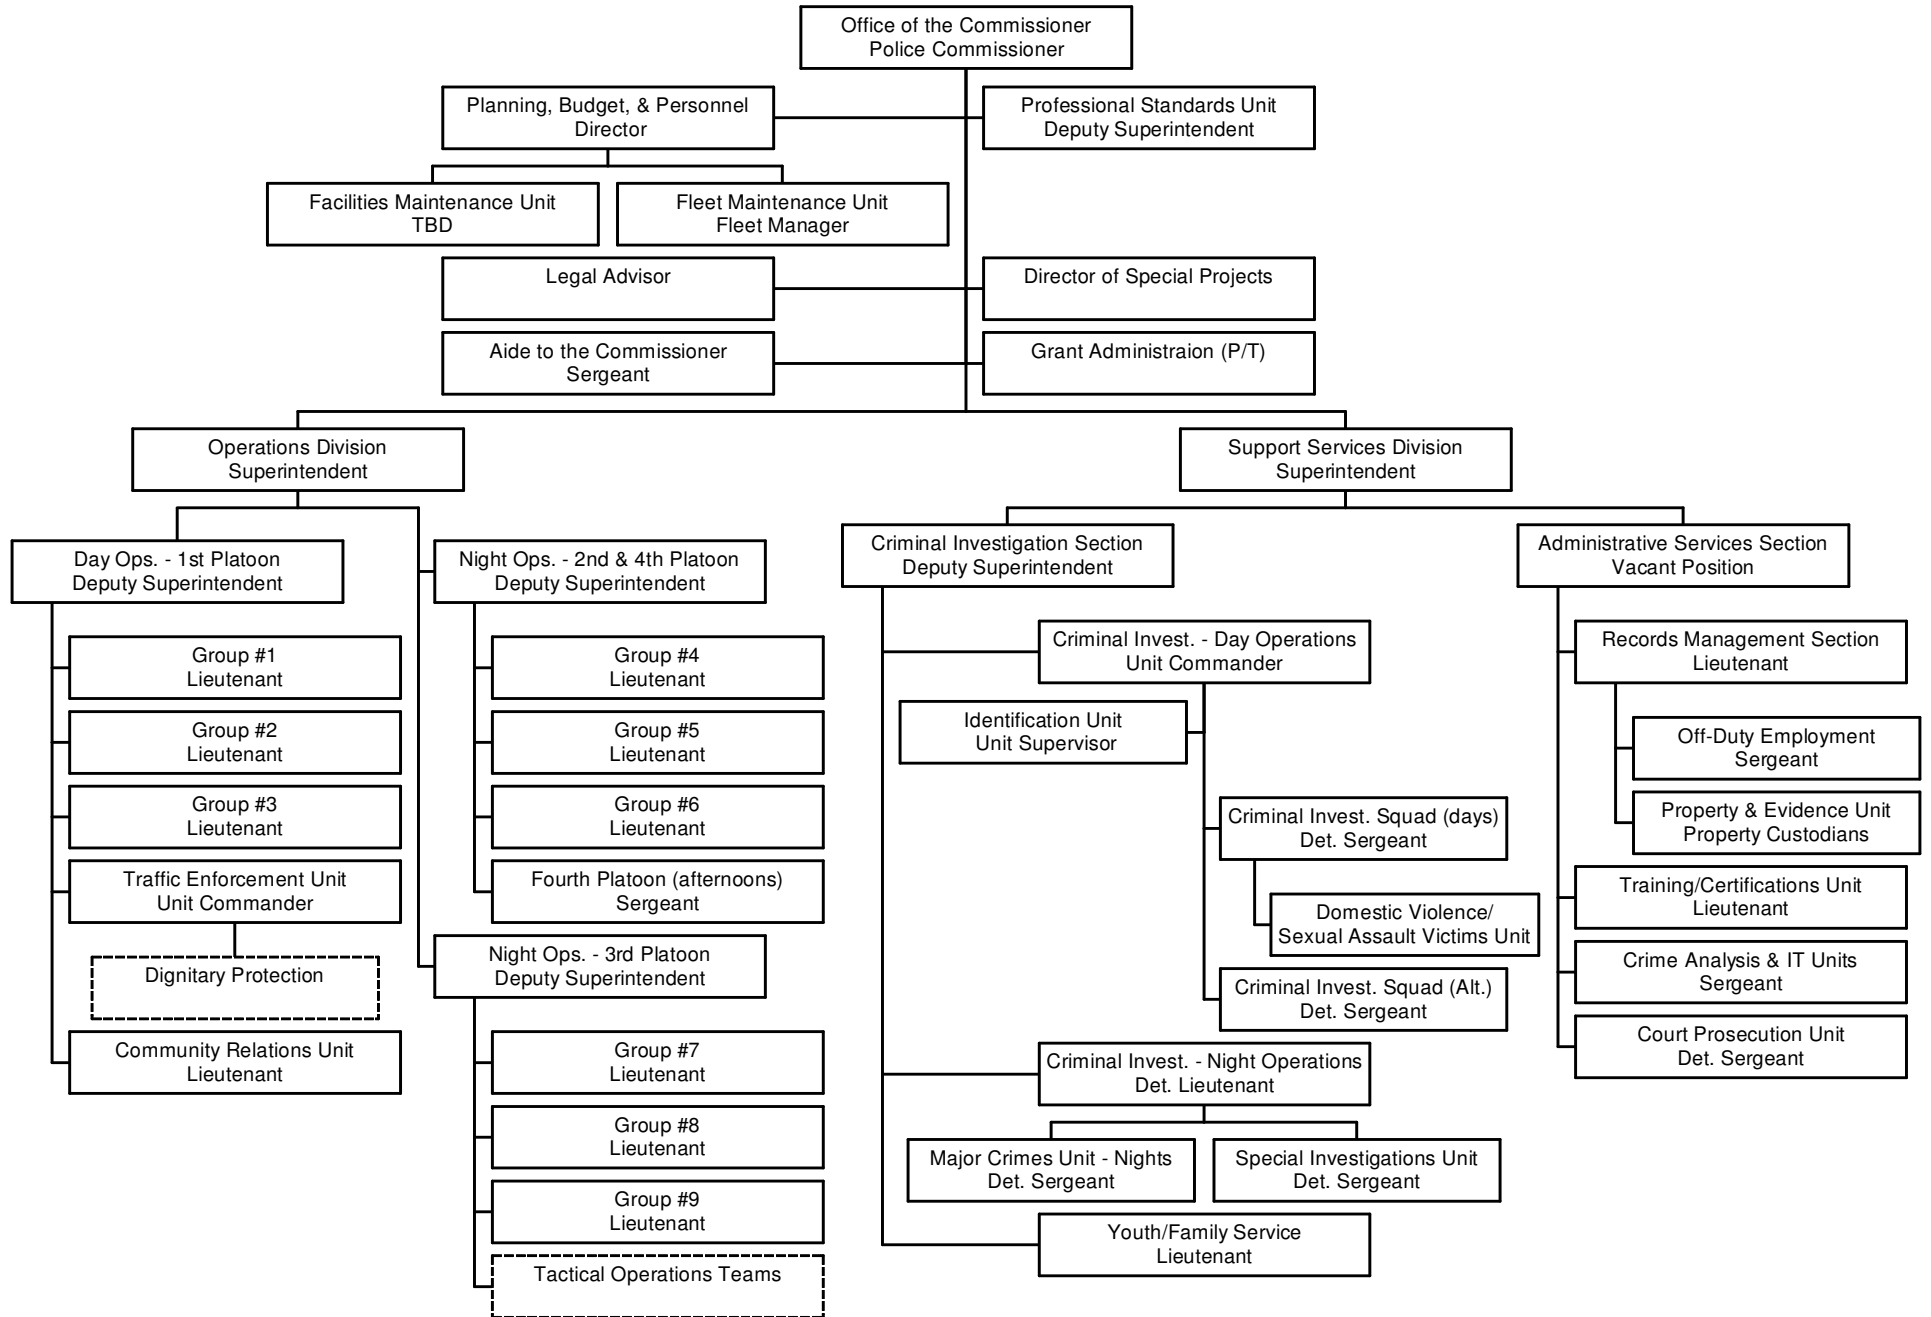 Office of the Commissioner
Police Commissioner
Planning, Budget, & Personnel
Director
Professional Standards Unit
Deputy Superintendent
Facilities Maintenance Unit
TBD
Fleet Maintenance Unit
Fleet Manager
Legal Advisor
Director of Special Projects
Aide to the Commissioner
Sergeant
Grant Administraion (P/T)
Operations Division
Superintendent
Support Services Division
Superintendent
Day Ops. - 1st Platoon
Deputy Superintendent
Group #1
Lieutenant
Group #2
Lieutenant
Group #3
Lieutenant
Traffic Enforcement Unit
Unit Commander
Dignitary Protection
Community Relations Unit
Lieutenant
Night Ops. - 2nd & 4th Platoon
Deputy Superintendent
Group #4
Lieutenant
Group #5
Lieutenant
Group #6
Lieutenant
Fourth Platoon (afternoons)
Sergeant
Night Ops. - 3rd Platoon
Deputy Superintendent
Group #7
Lieutenant
Group #8
Lieutenant
Group #9
Lieutenant
Tactical Operations Teams
Criminal Investigation Section
Deputy Superintendent
Criminal Invest. - Day Operations
Unit Commander
Identification Unit
Unit Supervisor
Criminal Invest. Squad (days)
Det. Sergeant
Domestic Violence/
Sexual Assault Victims Unit
Criminal Invest. Squad (Alt.)
Det. Sergeant
Criminal Invest. - Night Operations
Det. Lieutenant
Major Crimes Unit - Nights
Det. Sergeant
Special Investigations Unit
Det. Sergeant
Youth/Family Service
Lieutenant
Administrative Services Section
Vacant Position
Records Management Section
Lieutenant
Off-Duty Employment
Sergeant
Property & Evidence Unit
Property Custodians
Training/Certifications Unit
Lieutenant
Crime Analysis & IT Units
Sergeant
Court Prosecution Unit
Det. Sergeant